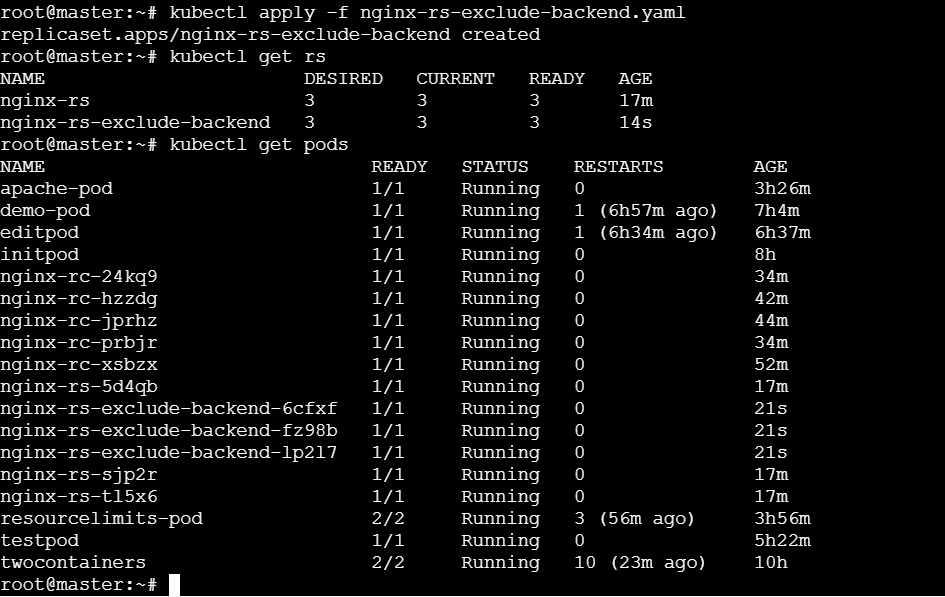 root@master:~# kubectl apply -f nginx-rs-exclude-backend.yaml
replicaset.apps/nginx-rs-exclude-backend created
root@master:~# kubectl get rs
NAME                       DESIRED   CURRENT   READY   AGE
nginx-rs                   3         3         3       17m
nginx-rs-exclude-backend   3         3         3       14s
root@master:~# kubectl get pods
NAME                             READY   STATUS    RESTARTS        AGE
apache-pod                       1/1     Running   0               3h26m
demo-pod                         1/1     Running   1 (6h57m ago)   7h4m
editpod                          1/1     Running   1 (6h34m ago)   6h37m
initpod                          1/1     Running   0               8h
nginx-rc-24kq9                   1/1     Running   0               34m
nginx-rc-hzzdg                   1/1     Running   0               42m
nginx-rc-jprhz                   1/1     Running   0               44m
nginx-rc-prbjr                   1/1     Running   0               34m
nginx-rc-xsbzx                   1/1     Running   0               52m
nginx-rs-5d4qb                   1/1     Running   0               17m
nginx-rs-exclude-backend-6cfxf   1/1     Running   0               21s
nginx-rs-exclude-backend-fz98b   1/1     Running   0               21s
nginx-rs-exclude-backend-lp2l7   1/1     Running   0               21s
nginx-rs-sjp2r                   1/1     Running   0               17m
nginx-rs-tl5x6                   1/1     Running   0               17m
resourcelimits-pod               2/2     Running   3 (56m ago)     3h56m
testpod                          1/1     Running   0               5h22m
twocontainers                    2/2     Running   10 (23m ago)    10h
root@master:~#